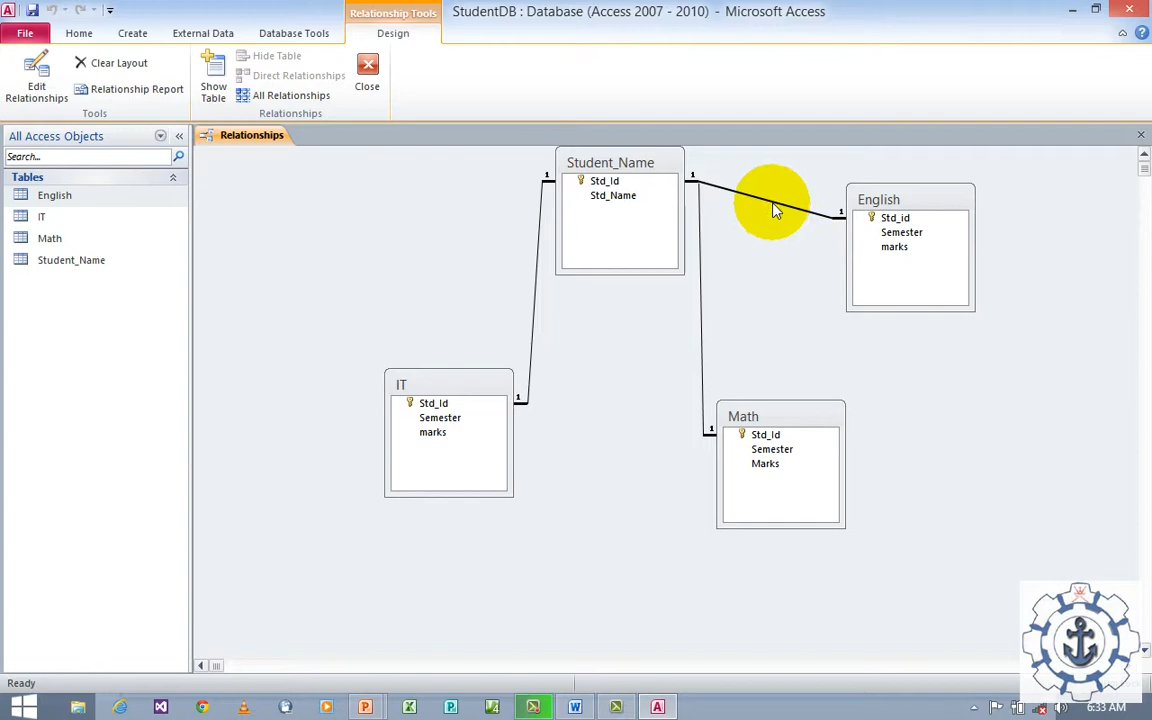 StudentDB : Database (Access 2007 - 2010) - Microsoft Access
Relationship Tools
File Home Create External Data Database Tools Design
Edit Relationships
Clear Layout
Relationship Report
Tools
Show Table
Hide Table
Direct Relationships
All Relationships
Relationships
Close
All Access Objects
Search...
Tables
English
IT
Math
Student_Name
Relationships
Student_Name
Std_Id
Std_Name
1
1
English
Std_id
Semester
marks
1
IT
Std_Id
Semester
marks
1
Math
Std_Id
Semester
Marks
1
Ready
6:33 AM